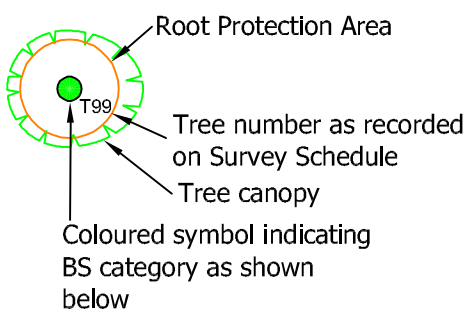 Root Protection Area
T99
Tree number as recorded
on Survey Schedule
Tree canopy
Coloured symbol indicating
BS category as shown
below